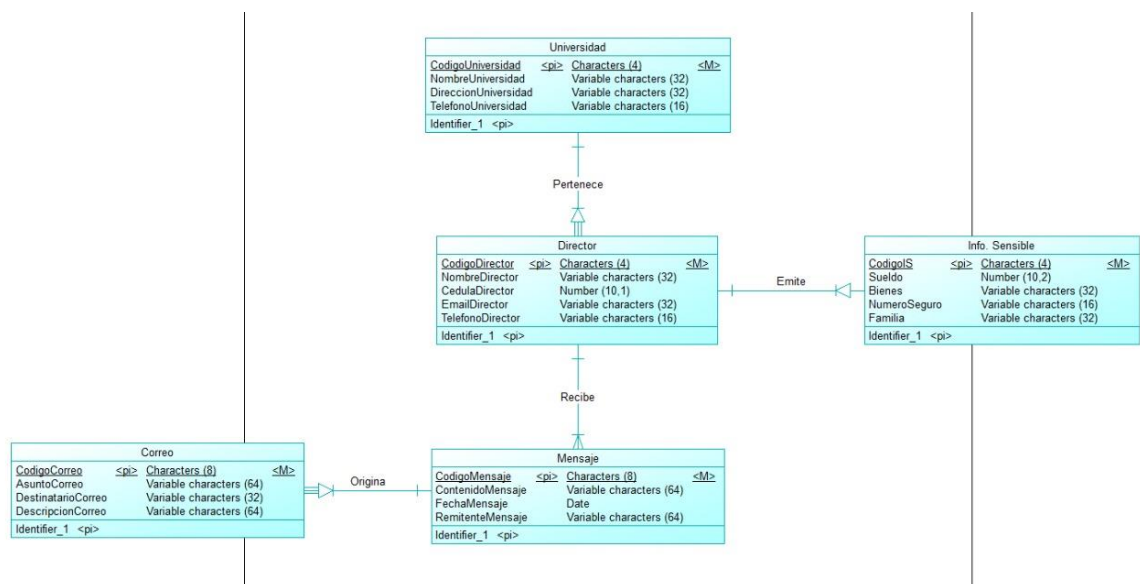 Universidad
CodigoUniversidad <pi> Characters (4) <M>
NombreUniversidad Variable characters (32)
DireccionUniversidad Variable characters (32)
TelefonoUniversidad Variable characters (16)
Identifier_1 <pi>
Pertenece
Director
CodigoDirector <pi> Characters (4) <M>
NombreDirector Variable characters (32)
CedulaDirector Number (10,1)
EmailDirector Variable characters (32)
TelefonoDirector Variable characters (16)
Identifier_1 <pi>
Emite
Info. Sensible
CodigoIS <pi> Characters (4) <M>
Sueldo Number (10,2)
Bienes Variable characters (32)
NumeroSeguro Variable characters (16)
Familia Variable characters (32)
Identifier_1 <pi>
Recibe
Correo
CodigoCorreo <pi> Characters (8) <M>
AsuntoCorreo Variable characters (64)
DestinatarioCorreo Variable characters (32)
DescripcionCorreo Variable characters (64)
Identifier_1 <pi>
Origina
Mensaje
CodigoMensaje <pi> Characters (8) <M>
ContenidoMensaje Variable characters (64)
FechaMensaje Date
RemitenteMensaje Variable characters (64)
Identifier_1 <pi>